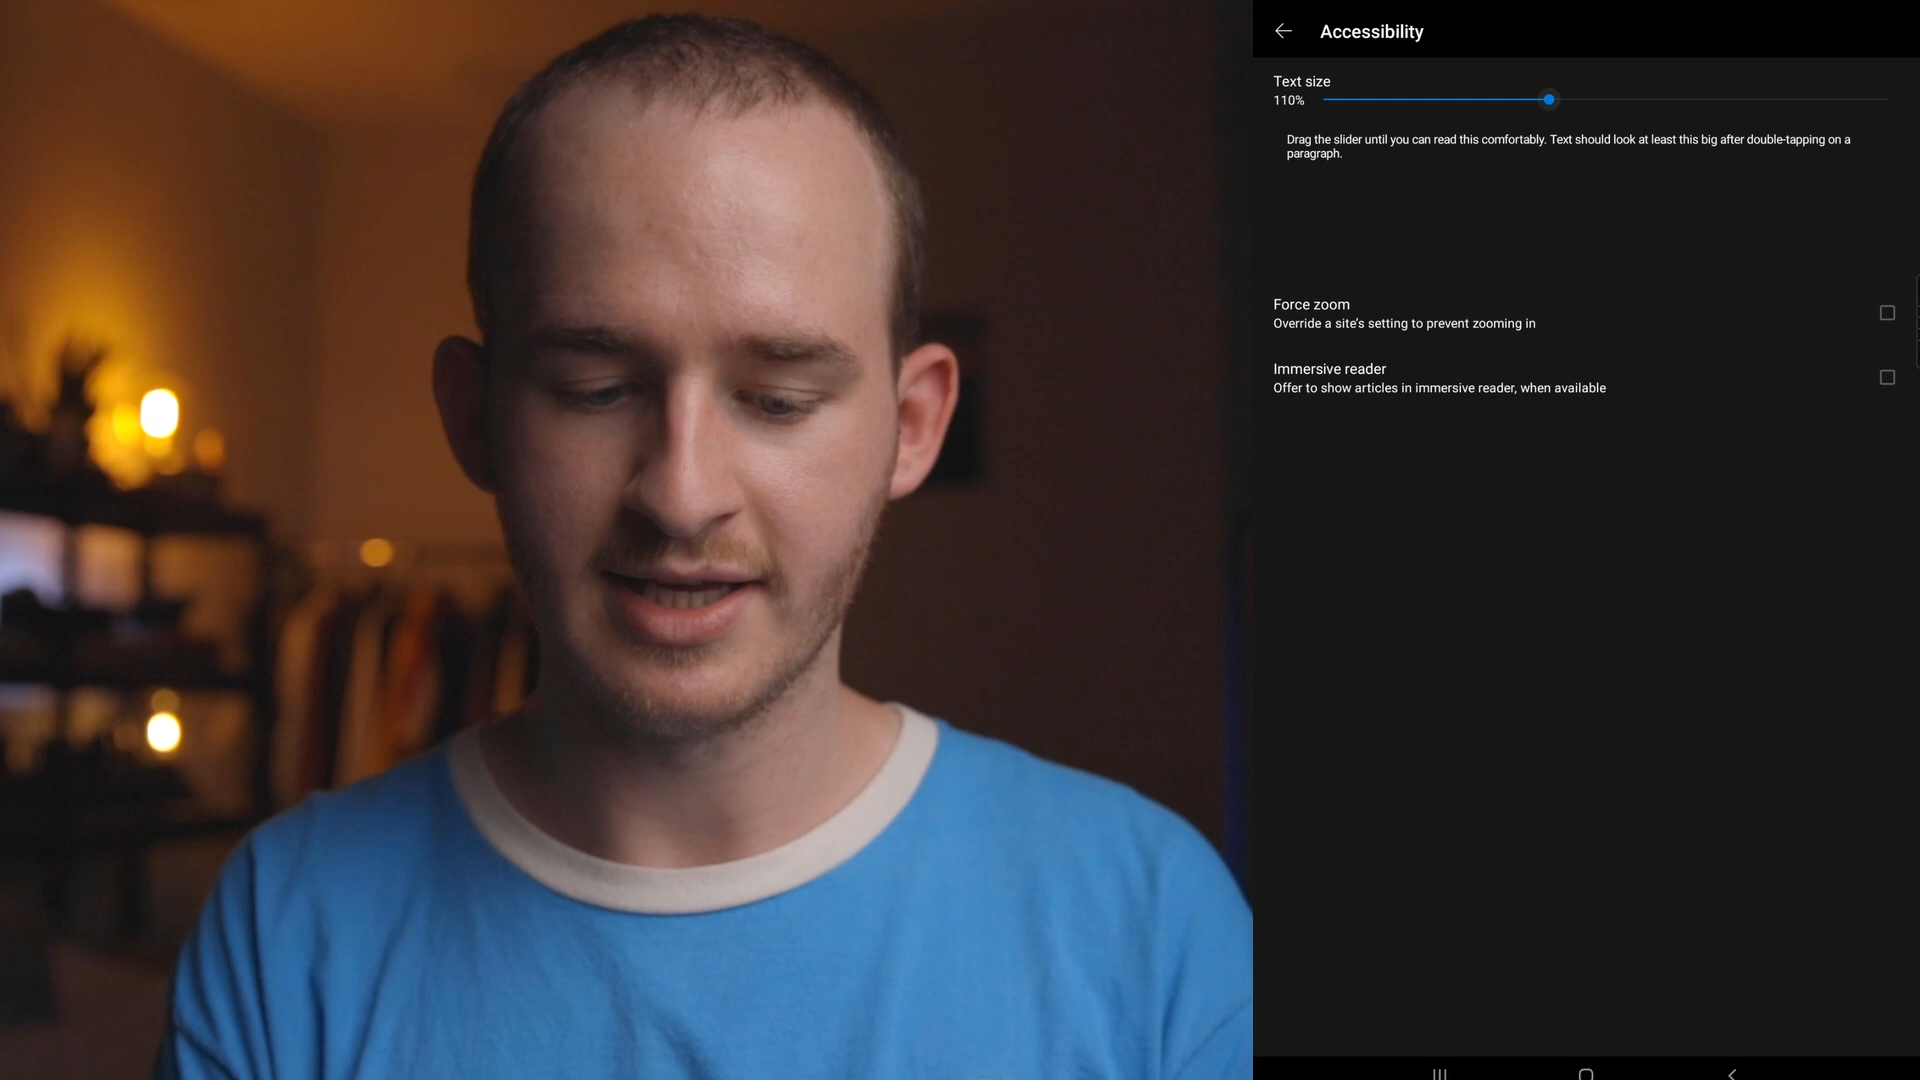 Accessibility
Text size
110%
Drag the slider until you can read this comfortably. Text should look at least this big after double-tapping on a
paragraph.
Force zoom
Override a site's setting to prevent zooming in
Immersive reader
Offer to show articles in immersive reader, when available